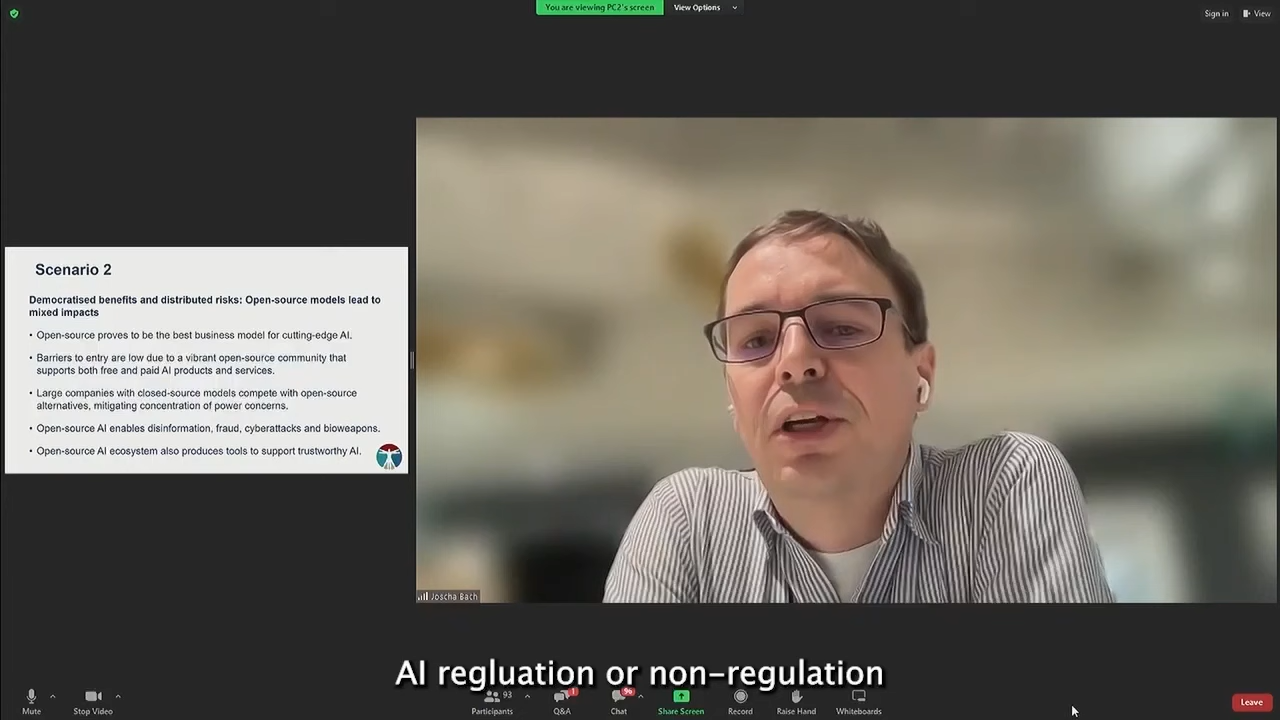 You are viewing PC2's screen
View Options
Sign in
View
Scenario 2
Democratised benefits and distributed risks: Open-source models lead to
mixed impacts
• Open-source proves to be the best business model for cutting-edge AI.
• Barriers to entry are low due to a vibrant open-source community that
supports both free and paid AI products and services.
• Large companies with closed-source models compete with open-source
alternatives, mitigating concentration of power concerns.
• Open-source AI enables disinformation, fraud, cyberattacks and bioweapons.
• Open-source AI ecosystem also produces tools to support trustworthy AI.
Joscha Bach
AI regluation or non-regulation
Mute
Stop Video
93
Participants
1
Q&A
96
Chat
Share Screen
Record
Raise Hand
Whiteboards
Leave